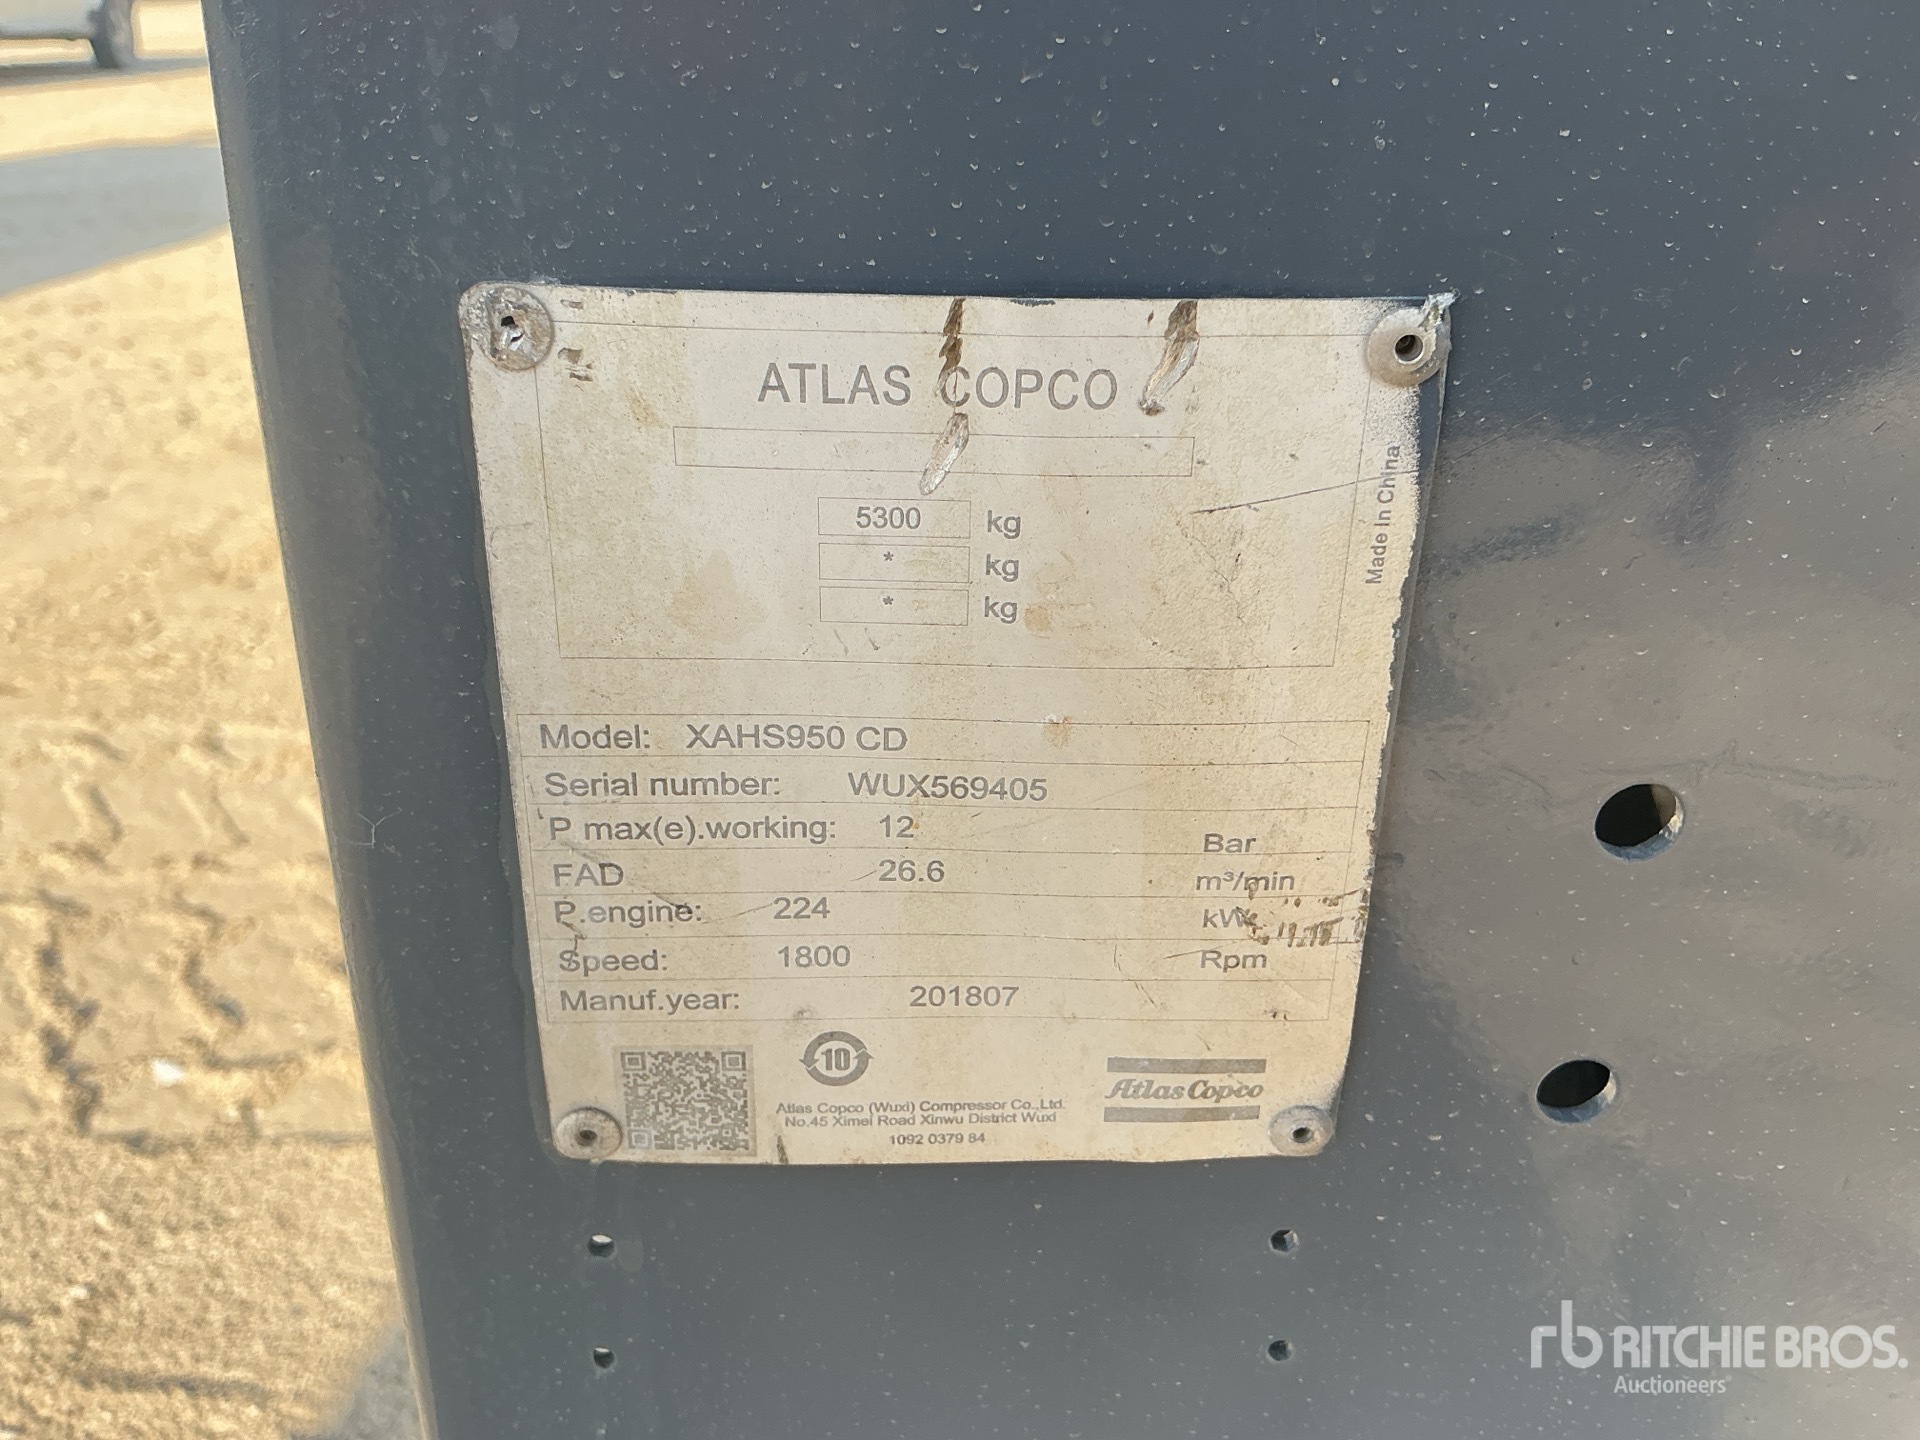 ATLAS COPCO
5300 kg
* kg
* kg
Made In China
Model: XAHS950 CD
Serial number: WUX569405
P max(e).working: 12 Bar
FAD 26.6 m³/min
P.engine: 224 kW
Speed: 1800 Rpm
Manuf.year: 201807
10
Atlas Copco (Wuxi) Compressor Co.,Ltd.
No.45 Ximei Road Xinwu District Wuxi
1092 0379 84
Atlas Copco
rb RITCHIE BROS.
Auctioneers